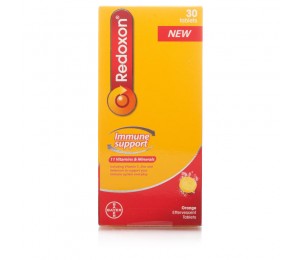 30
tablets
NEW
Redoxon®
Immune
support
11 Vitamins & Minerals
Orange
Effervescent
Tablets
BAYER